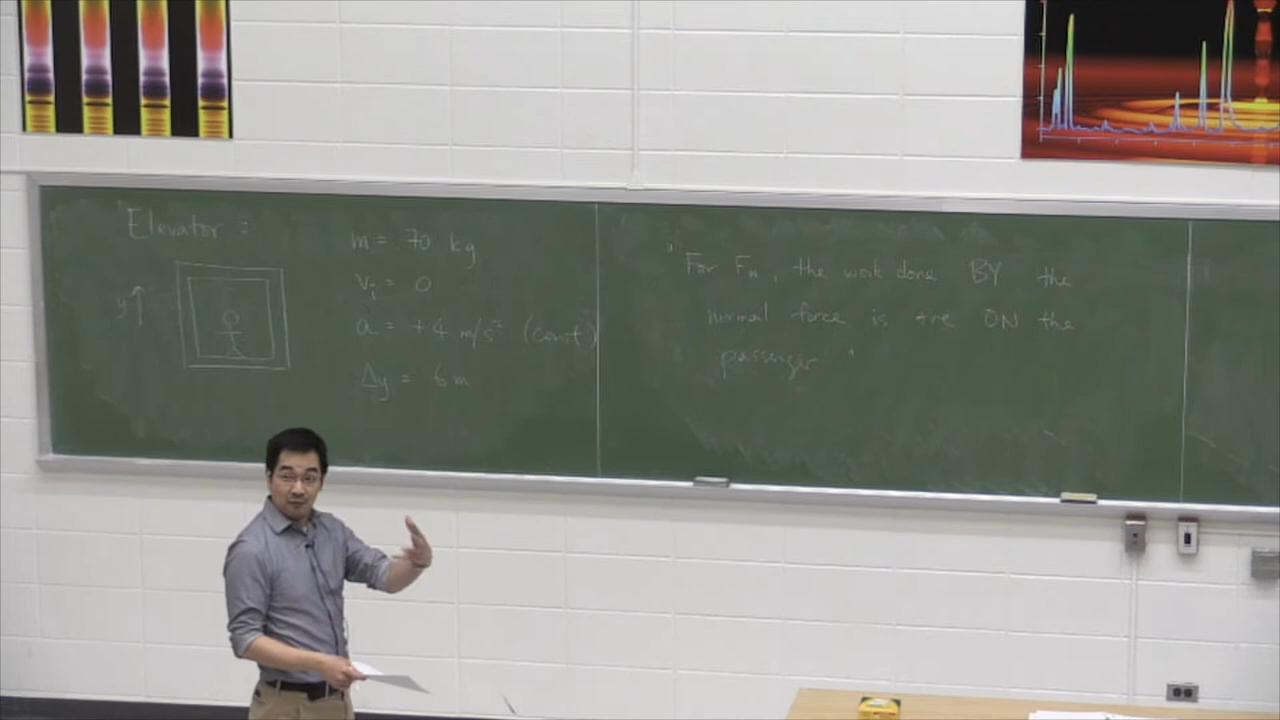 Elevator :
y↑
m = 70 kg
vᵢ = 0
a = +4 m/s² (const)
Δy = 6 m
"For Fₙ, the work done BY the
normal force is +ve ON the
passenger"